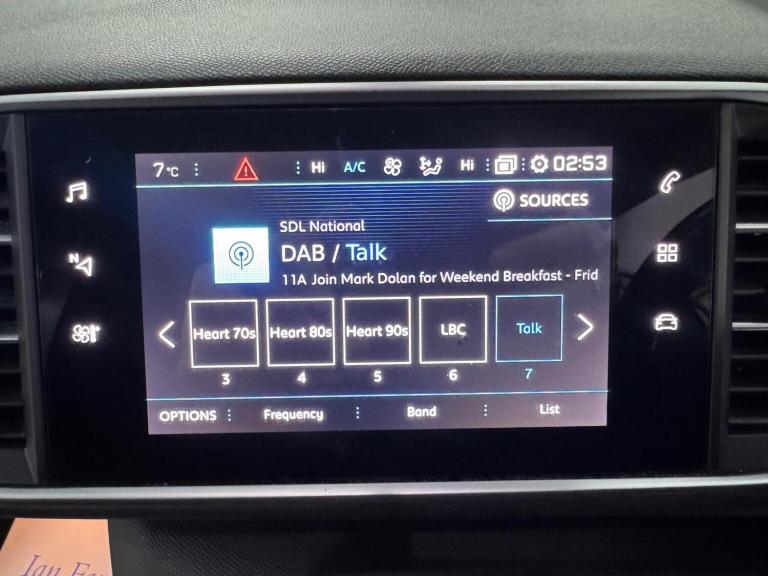 7°C Hi A/C Hi 02:53
SOURCES
SDL National
DAB / Talk
11A Join Mark Dolan for Weekend Breakfast - Frid
N
Heart 70s Heart 80s Heart 90s LBC Talk
3 4 5 6 7
OPTIONS Frequency Band List
Jan